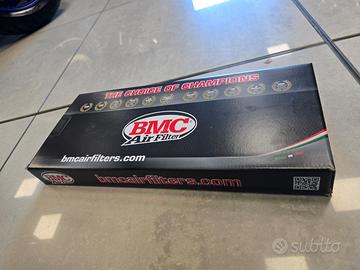 THE CHOICE OF CHAMPIONS
BMC
Air Filter
bmcairfilters.com
BMC
bmcairfilters.com
subito